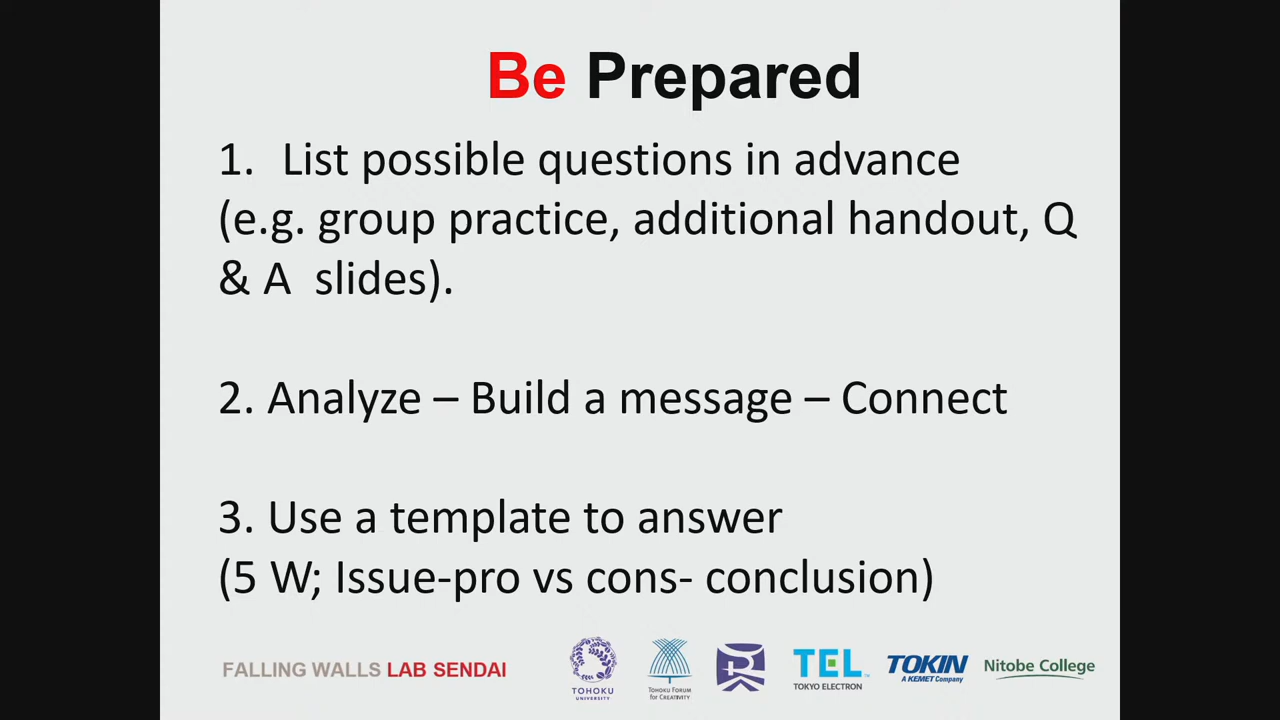 Be Prepared
1. List possible questions in advance
(e.g. group practice, additional handout, Q
& A slides).
2. Analyze – Build a message – Connect
3. Use a template to answer
(5 W; Issue-pro vs cons- conclusion)
FALLING WALLS LAB SENDAI
TOHOKU
UNIVERSITY
TOHOKU FORUM
for CREATIVITY
TEL
TOKYO ELECTRON
TOKIN
A KEMET Company
Nitobe College